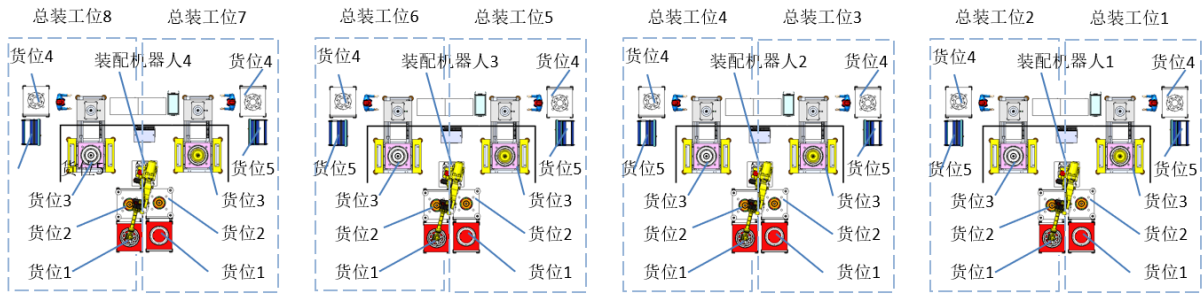 总装工位8 总装工位7 总装工位6 总装工位5 总装工位4 总装工位3 总装工位2 总装工位1
货位4 装配机器人4 货位4 货位4 装配机器人3 货位4 货位4 装配机器人2 货位4 货位4 装配机器人1 货位4
货位5 货位5 货位5 货位5 货位5 货位5 货位5 货位5
货位3 货位3 货位3 货位3 货位3 货位3 货位3 货位3
货位2 货位2 货位2 货位2 货位2 货位2 货位2 货位2
货位1 货位1 货位1 货位1 货位1 货位1 货位1 货位1